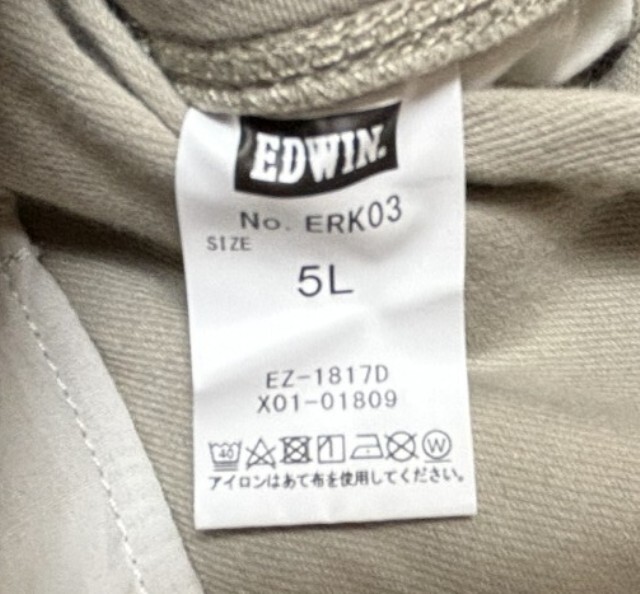 EDWIN.
No. ERK03
SIZE
5L
EZ-1817D
X01-01809
40 1 W
アイロンはあて布を使用してください。